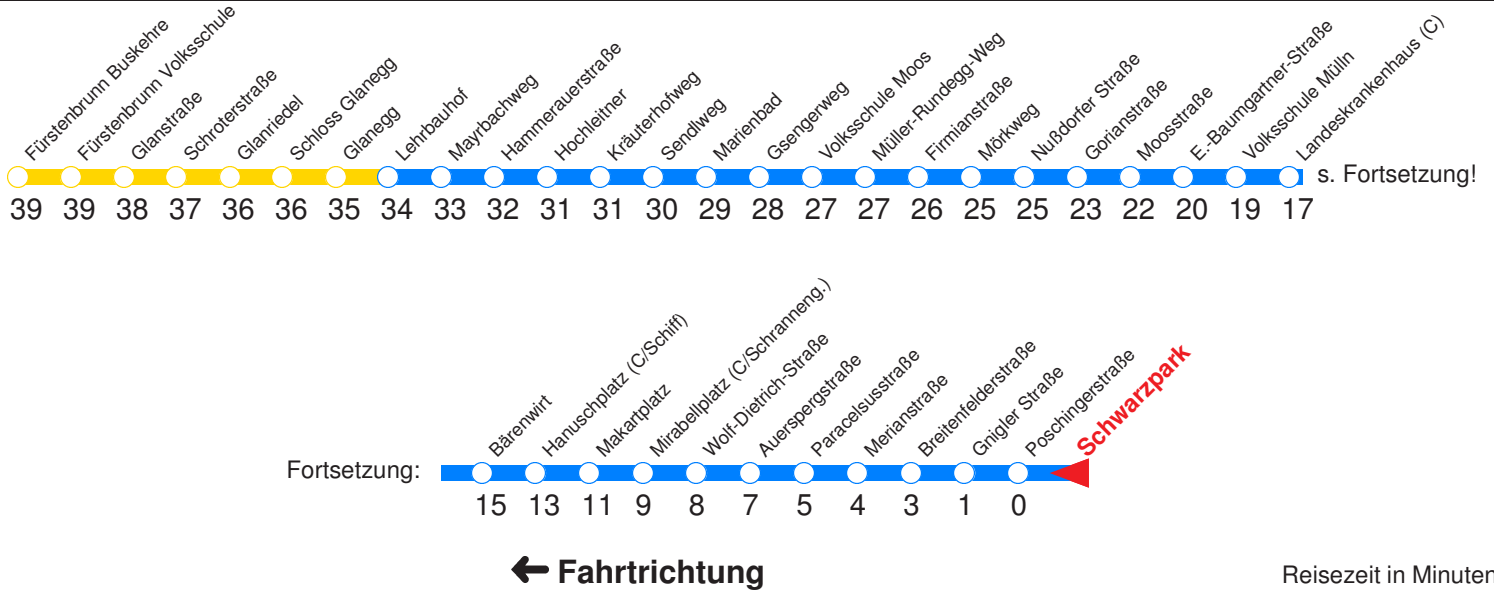 Fürstenbrunn Buskehre
Fürstenbrunn Volksschule
Glanstraße
Schroterstraße
Glanriedel
Schloss Glanegg
Glanegg
Lehrbauhof
Mayrbachweg
Hammerauerstraße
Hochleitner
Kräuterhofweg
Sendlweg
Marienbad
Gsengerweg
Volksschule Moos
Müller-Rundegg-Weg
Firmianstraße
Mörkweg
Nußdorfer Straße
Gorianstraße
Moosstraße
E.-Baumgartner-Straße
Volksschule Mülln
Landeskrankenhaus (C)
s. Fortsetzung!
39 39 38 37 36 36 35 34 33 32 31 31 30 29 28 27 27 26 25 25 23 22 20 19 17
Fortsetzung:
Bärenwirt
Hanuschplatz (C/Schiff)
Makartplatz
Mirabellplatz (C/Schranneng.)
Wolf-Dietrich-Straße
Auerspergstraße
Paracelsusstraße
Merianstraße
Breitenfelderstraße
Gnigler Straße
Poschingerstraße
Schwarzpark
15 13 11 9 8 7 5 4 3 1 0
Fahrtrichtung
Reisezeit in Minuten